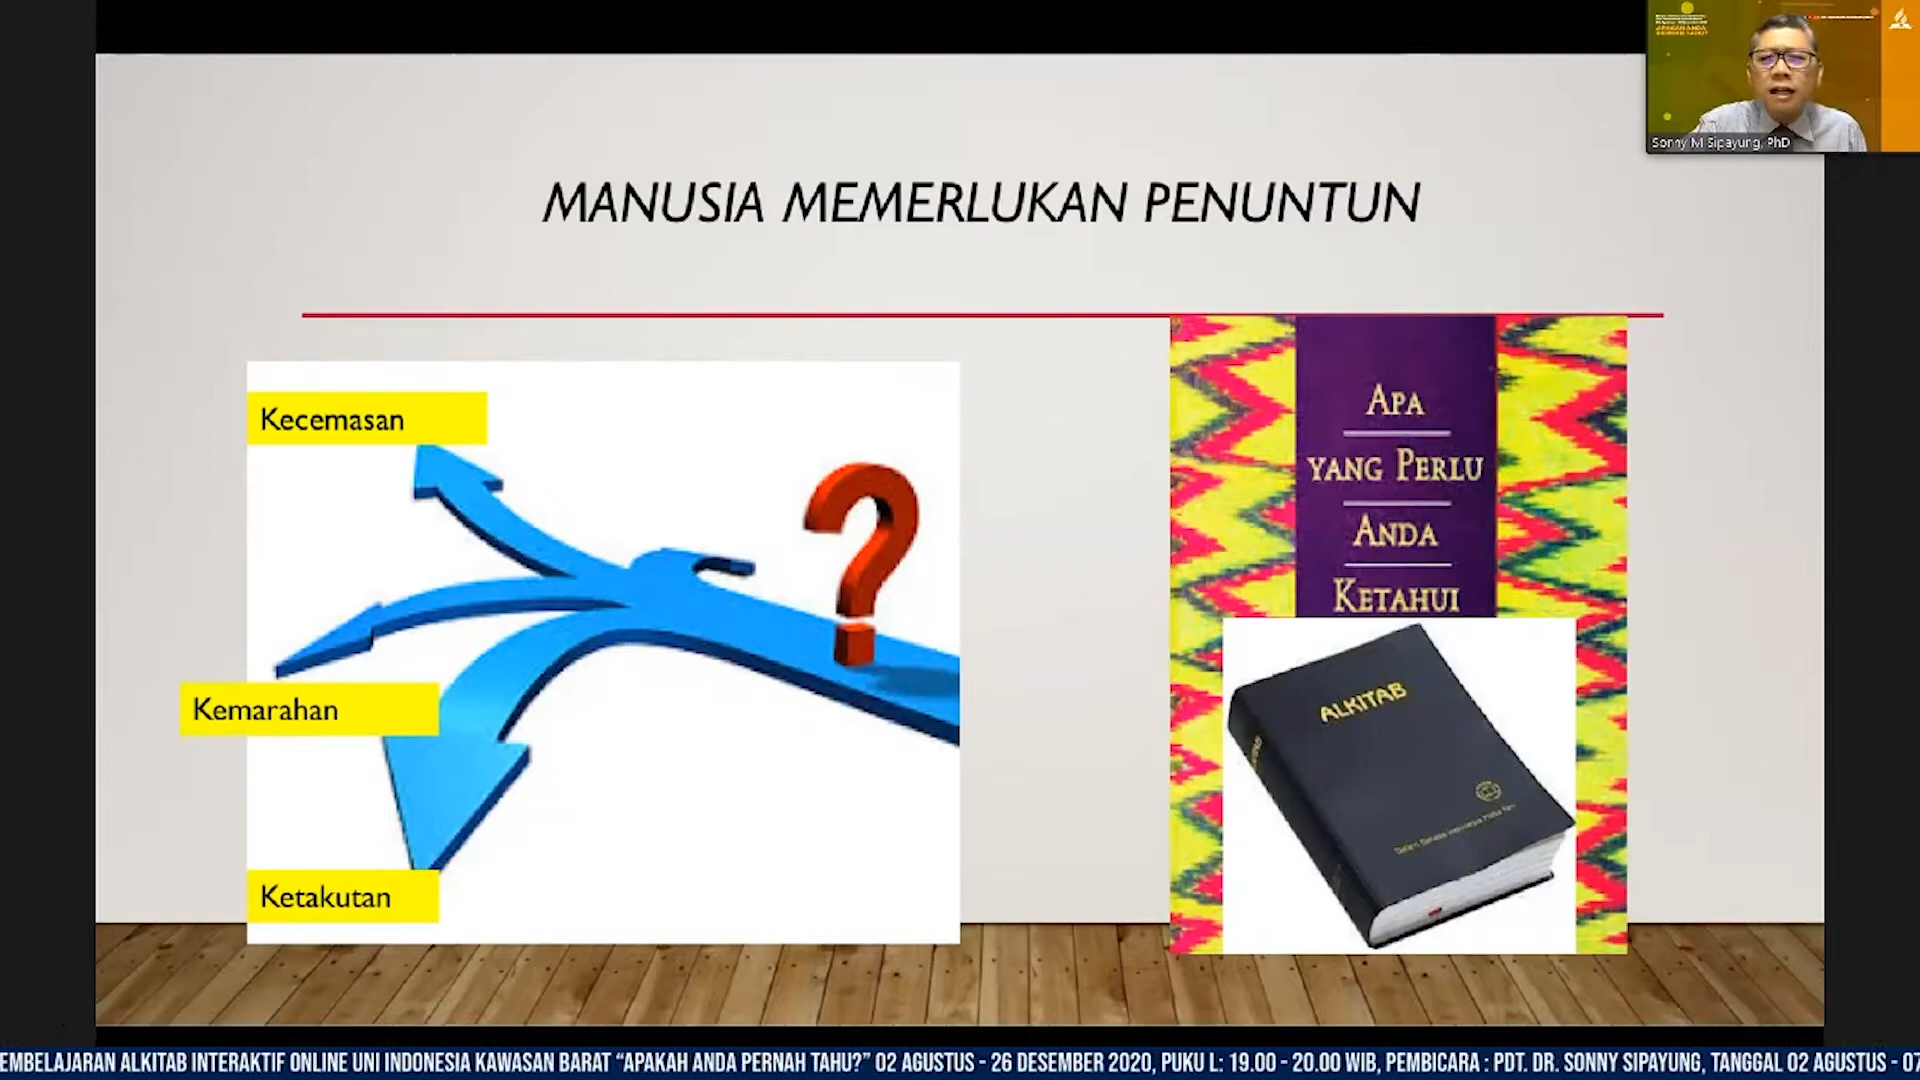 Sonny M Sipayung, PhD
MANUSIA MEMERLUKAN PENUNTUN
Kecemasan
Kemarahan
Ketakutan
APA
YANG PERLU
ANDA
KETAHUI
ALKITAB
EMBELAJARAN ALKITAB INTERAKTIF ONLINE UNI INDONESIA KAWASAN BARAT “APAKAH ANDA PERNAH TAHU?” 02 AGUSTUS - 26 DESEMBER 2020, PUKU L: 19.00 - 20.00 WIB, PEMBICARA : PDT. DR. SONNY SIPAYUNG, TANGGAL 02 AGUSTUS - 07